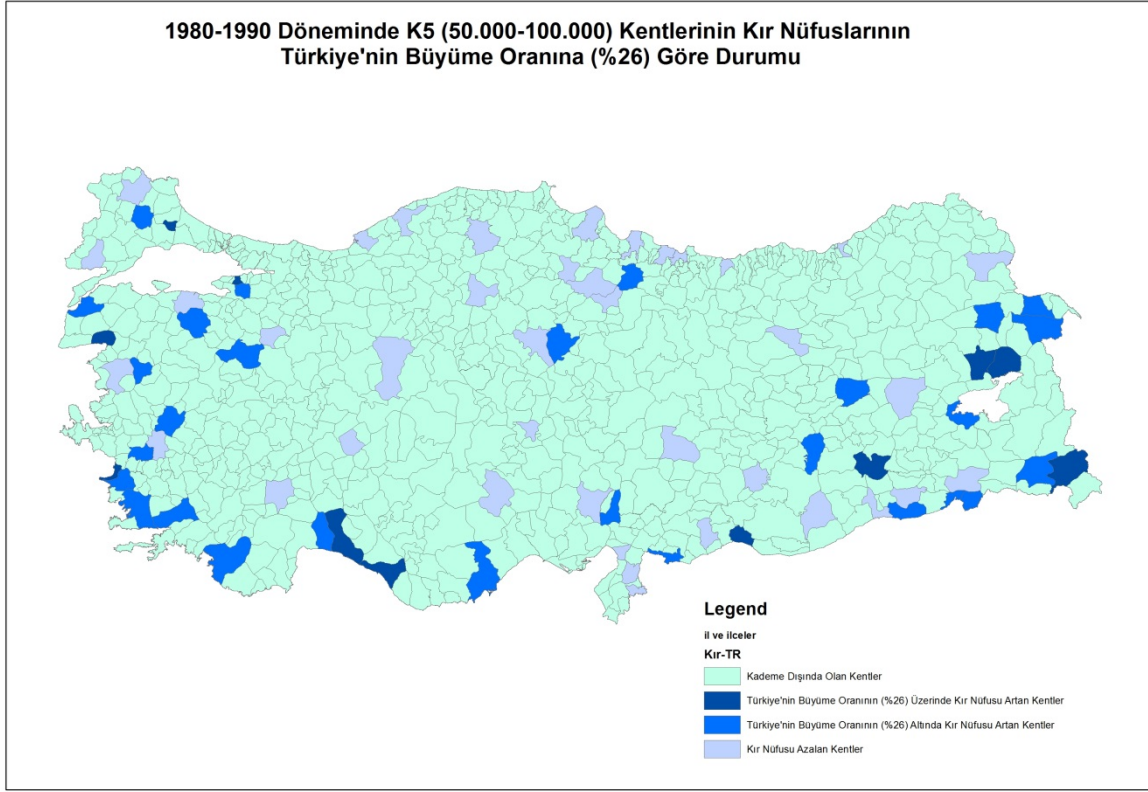 1980-1990 Döneminde K5 (50.000-100.000) Kentlerinin Kır Nüfuslarının
Türkiye'nin Büyüme Oranına (%26) Göre Durumu
Legend
il ve ilceler
Kır-TR
Kademe Dışında Olan Kentler
Türkiye'nin Büyüme Oranının (%26) Üzerinde Kır Nüfusu Artan Kentler
Türkiye'nin Büyüme Oranının (%26) Altında Kır Nüfusu Artan Kentler
Kır Nüfusu Azalan Kentler